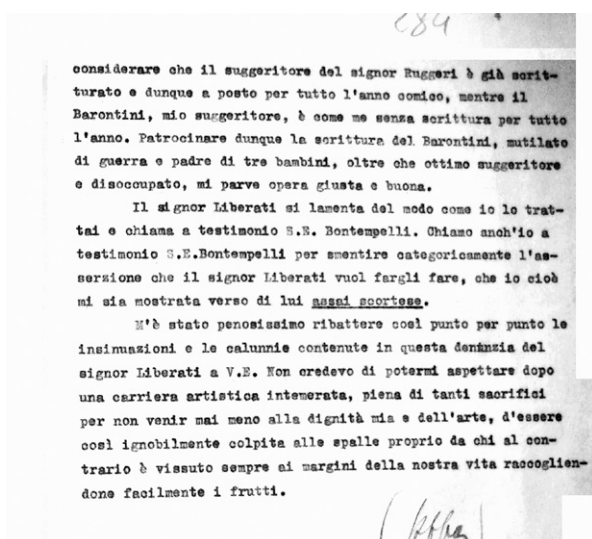 284
considerare che il suggeritore del signor Ruggeri è già scrit-
turato e dunque a posto per tutto l'anno comico, mentre il
Barontini, mio suggeritore, è come me senza scrittura per tutto
l'anno. Patrocinare dunque la scrittura del Barontini, mutilato
di guerra e padre di tre bambini, oltre che ottimo suggeritore
e disoccupato, mi parve opera giusta e buona.
Il signor Liberati si lamenta del modo come io lo trat-
tai e chiama a testimonio S.E. Bontempelli. Chiamo anch'io a
testimonio S.E.Bontempelli per smentire categoricamente l'as-
serzione che il signor Liberati vuol fargli fare, che io cioè
mi sia mostrata verso di lui assai scortese.
M'è stato penosissimo ribattere così punto per punto le
insinuazioni e le calunnie contenute in questa denunzia del
signor Liberati a V.E. Non credevo di potermi aspettare dopo
una carriera artistica intemerata, piena di tanti sacrifici
per non venir mai meno alla dignità mia e dell'arte, d'essere
così ignobilmente colpita alle spalle proprio da chi al con-
trario è vissuto sempre ai margini della nostra vita raccoglien-
done facilmente i frutti.
(Abba)